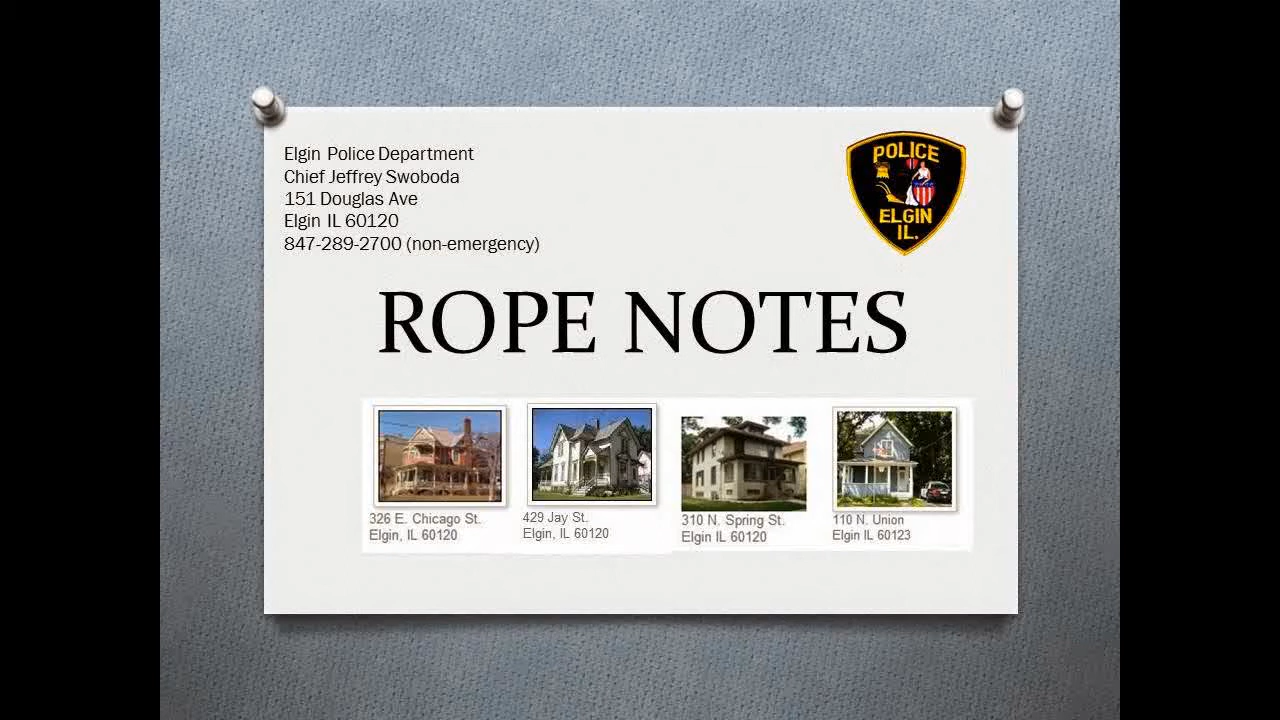 Elgin Police Department
Chief Jeffrey Swoboda
151 Douglas Ave
Elgin IL 60120
847-289-2700 (non-emergency)
POLICE
ELGIN
IL.
ROPE NOTES
326 E. Chicago St.
Elgin, IL 60120
429 Jay St.
Elgin, IL 60120
310 N. Spring St.
Elgin IL 60120
110 N. Union
Elgin IL 60123